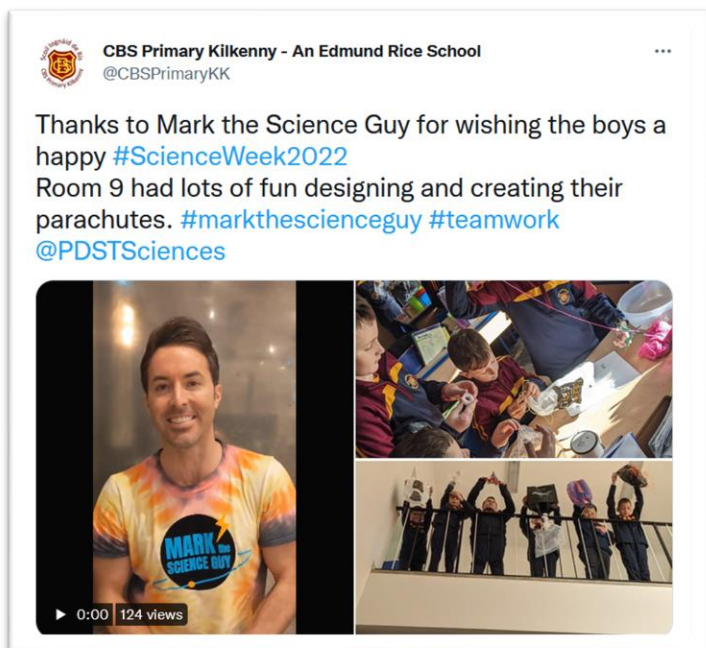 CBS Primary Kilkenny - An Edmund Rice School
@CBSPrimaryKK
Thanks to Mark the Science Guy for wishing the boys a
happy #ScienceWeek2022
Room 9 had lots of fun designing and creating their
parachutes. #markthescienceguy #teamwork
@PDSTSciences
MARK the
SCIENCE GUY
0:00 124 views